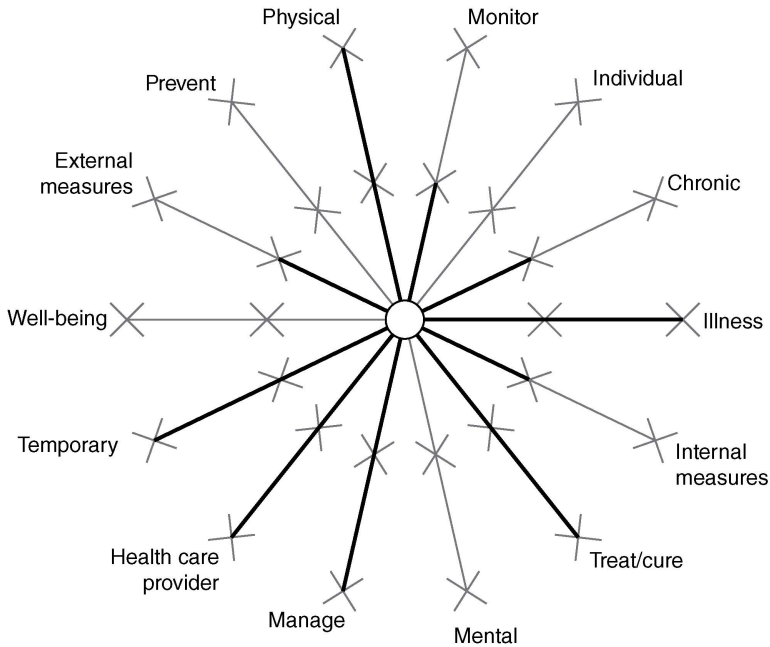 Physical
Monitor
Prevent
Individual
External
measures
Chronic
Well-being
Illness
Temporary
Internal
measures
Health care
provider
Treat/cure
Manage
Mental